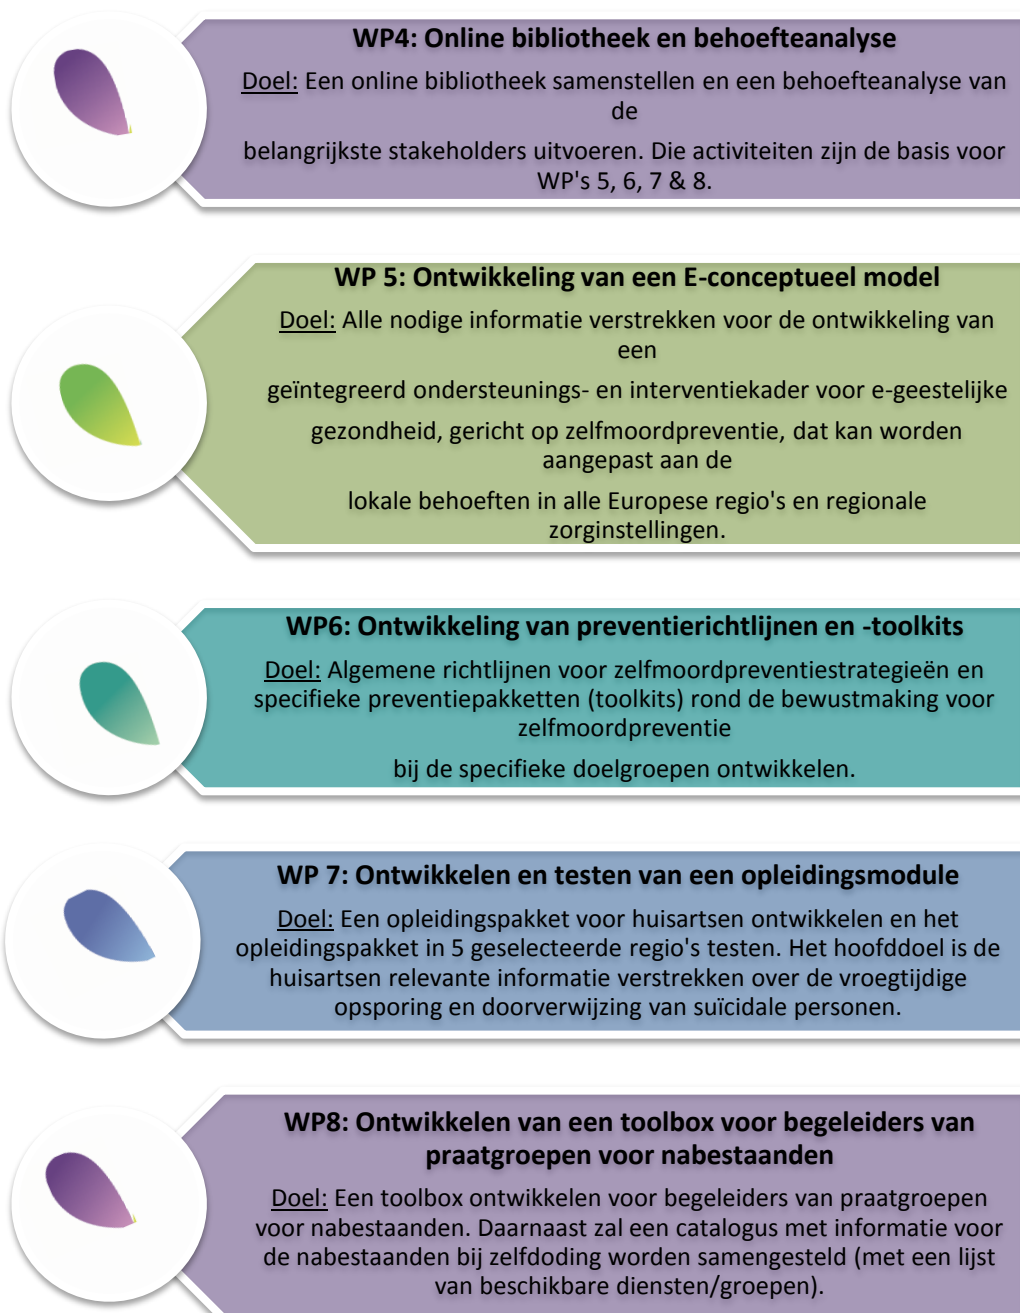 WP4: Online bibliotheek en behoefteanalyse
Doel: Een online bibliotheek samenstellen en een behoefteanalyse van
de
belangrijkste stakeholders uitvoeren. Die activiteiten zijn de basis voor
WP's 5, 6, 7 & 8.
WP 5: Ontwikkeling van een E-conceptueel model
Doel: Alle nodige informatie verstrekken voor de ontwikkeling van
een
geïntegreerd ondersteunings- en interventiekader voor e-geestelijke
gezondheid, gericht op zelfmoordpreventie, dat kan worden
aangepast aan de
lokale behoeften in alle Europese regio's en regionale
zorginstellingen.
WP6: Ontwikkeling van preventierichtlijnen en -toolkits
Doel: Algemene richtlijnen voor zelfmoordpreventiestrategieën en
specifieke preventiepakketten (toolkits) rond de bewustmaking voor
zelfmoordpreventie
bij de specifieke doelgroepen ontwikkelen.
WP 7: Ontwikkelen en testen van een opleidingsmodule
Doel: Een opleidingspakket voor huisartsen ontwikkelen en het
opleidingspakket in 5 geselecteerde regio's testen. Het hoofddoel is de
huisartsen relevante informatie verstrekken over de vroegtijdige
opsporing en doorverwijzing van suïcidale personen.
WP8: Ontwikkelen van een toolbox voor begeleiders van
praatgroepen voor nabestaanden
Doel: Een toolbox ontwikkelen voor begeleiders van praatgroepen
voor nabestaanden. Daarnaast zal een catalogus met informatie voor
de nabestaanden bij zelfdoding worden samengesteld (met een lijst
van beschikbare diensten/groepen).